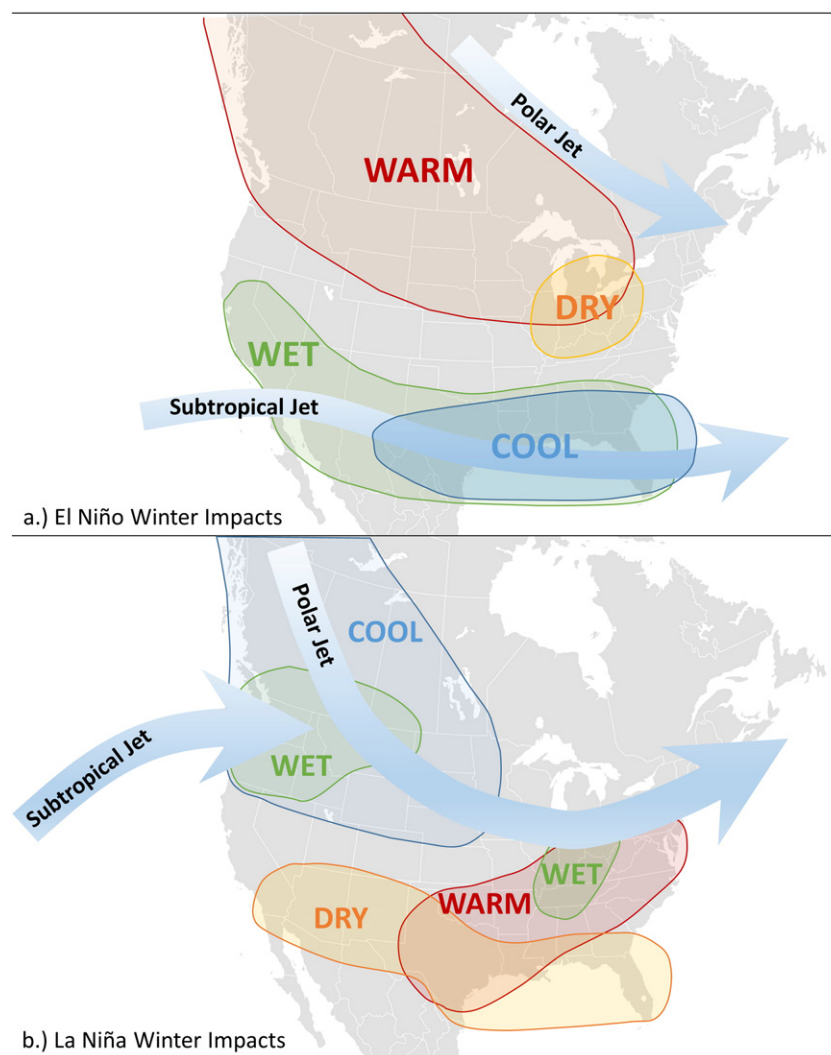 Polar Jet
WARM
DRY
WET
Subtropical Jet
COOL
a.) El Niño Winter Impacts
Polar Jet
COOL
Subtropical Jet
WET
WET
WARM
DRY
b.) La Niña Winter Impacts